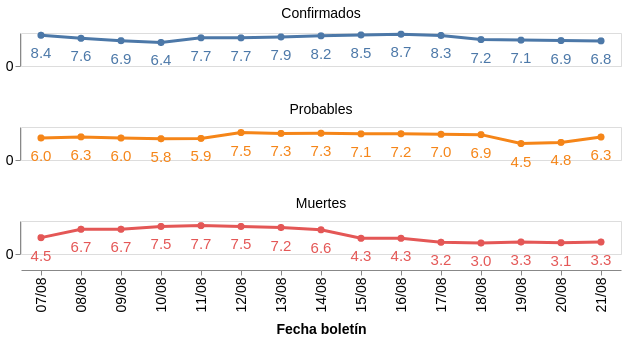 Confirmados
0
8.4 7.6 6.9 6.4 7.7 7.7 7.9 8.2 8.5 8.7 8.3 7.2 7.1 6.9 6.8
Probables
0
6.0 6.3 6.0 5.8 5.9 7.5 7.3 7.3 7.1 7.2 7.0 6.9 4.5 4.8 6.3
Muertes
0
4.5 6.7 6.7 7.5 7.7 7.5 7.2 6.6 4.3 4.3 3.2 3.0 3.3 3.1 3.3
07/08 08/08 09/08 10/08 11/08 12/08 13/08 14/08 15/08 16/08 17/08 18/08 19/08 20/08 21/08
Fecha boletín